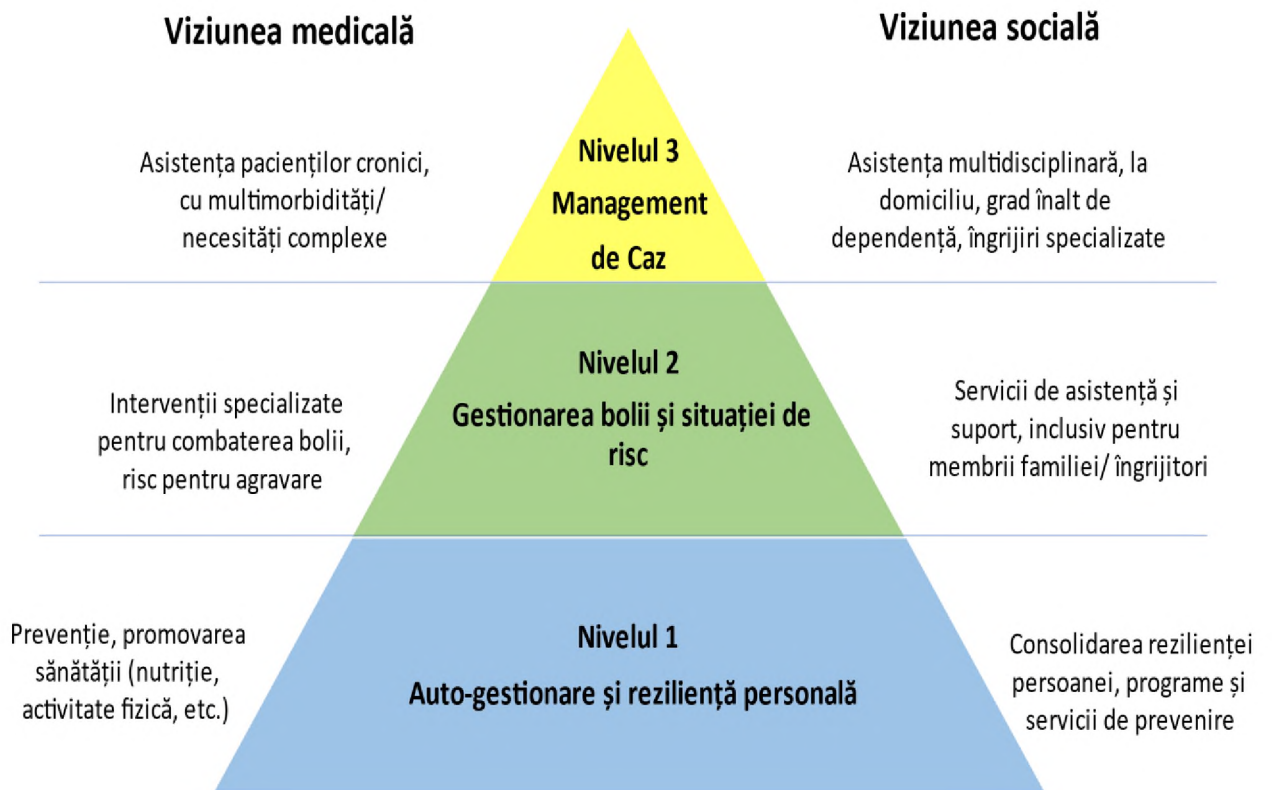 Viziunea medicală
Viziunea socială
Asistența pacienților cronici,
cu multimorbidități/
necesități complexe
Nivelul 3
Management
de Caz
Asistența multidisciplinară, la
domiciliu, grad înalt de
dependență, îngrijiri specializate
Intervenții specializate
pentru combaterea bolii,
risc pentru agravare
Nivelul 2
Gestionarea bolii și situației de
risc
Servicii de asistență și
suport, inclusiv pentru
membrii familiei/ îngrijitori
Prevenție, promovarea
sănătății (nutriție,
activitate fizică, etc.)
Nivelul 1
Auto-gestionare și reziliență personală
Consolidarea rezilienței
persoanei, programe și
servicii de prevenire